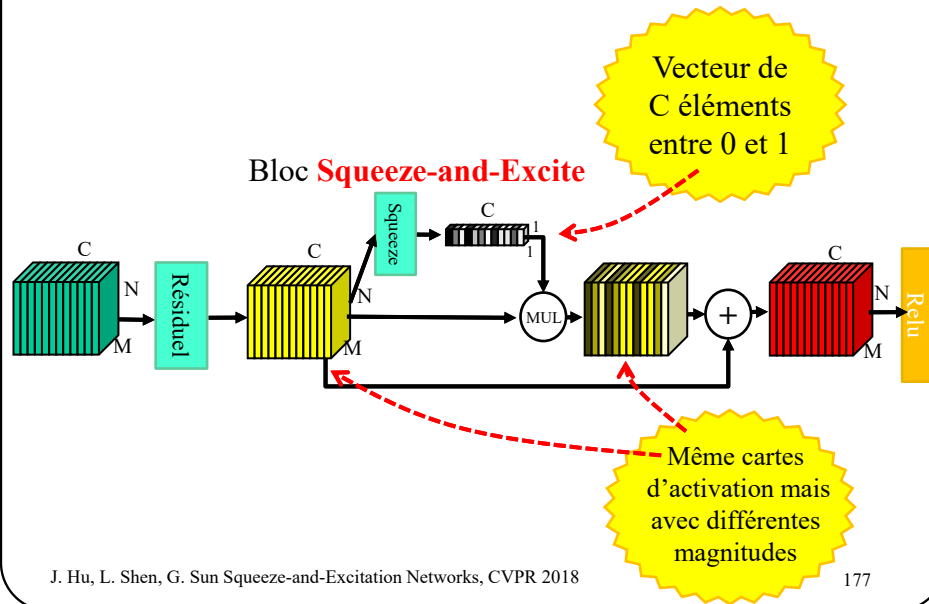 Vecteur de
C éléments
entre 0 et 1
Bloc Squeeze-and-Excite
Squeeze
C
1
1
C
N
M
Résiduel
C
N
M
MUL
+
C
N
M
Relu
Même cartes
d'activation mais
avec différentes
magnitudes
J. Hu, L. Shen, G. Sun Squeeze-and-Excitation Networks, CVPR 2018
177